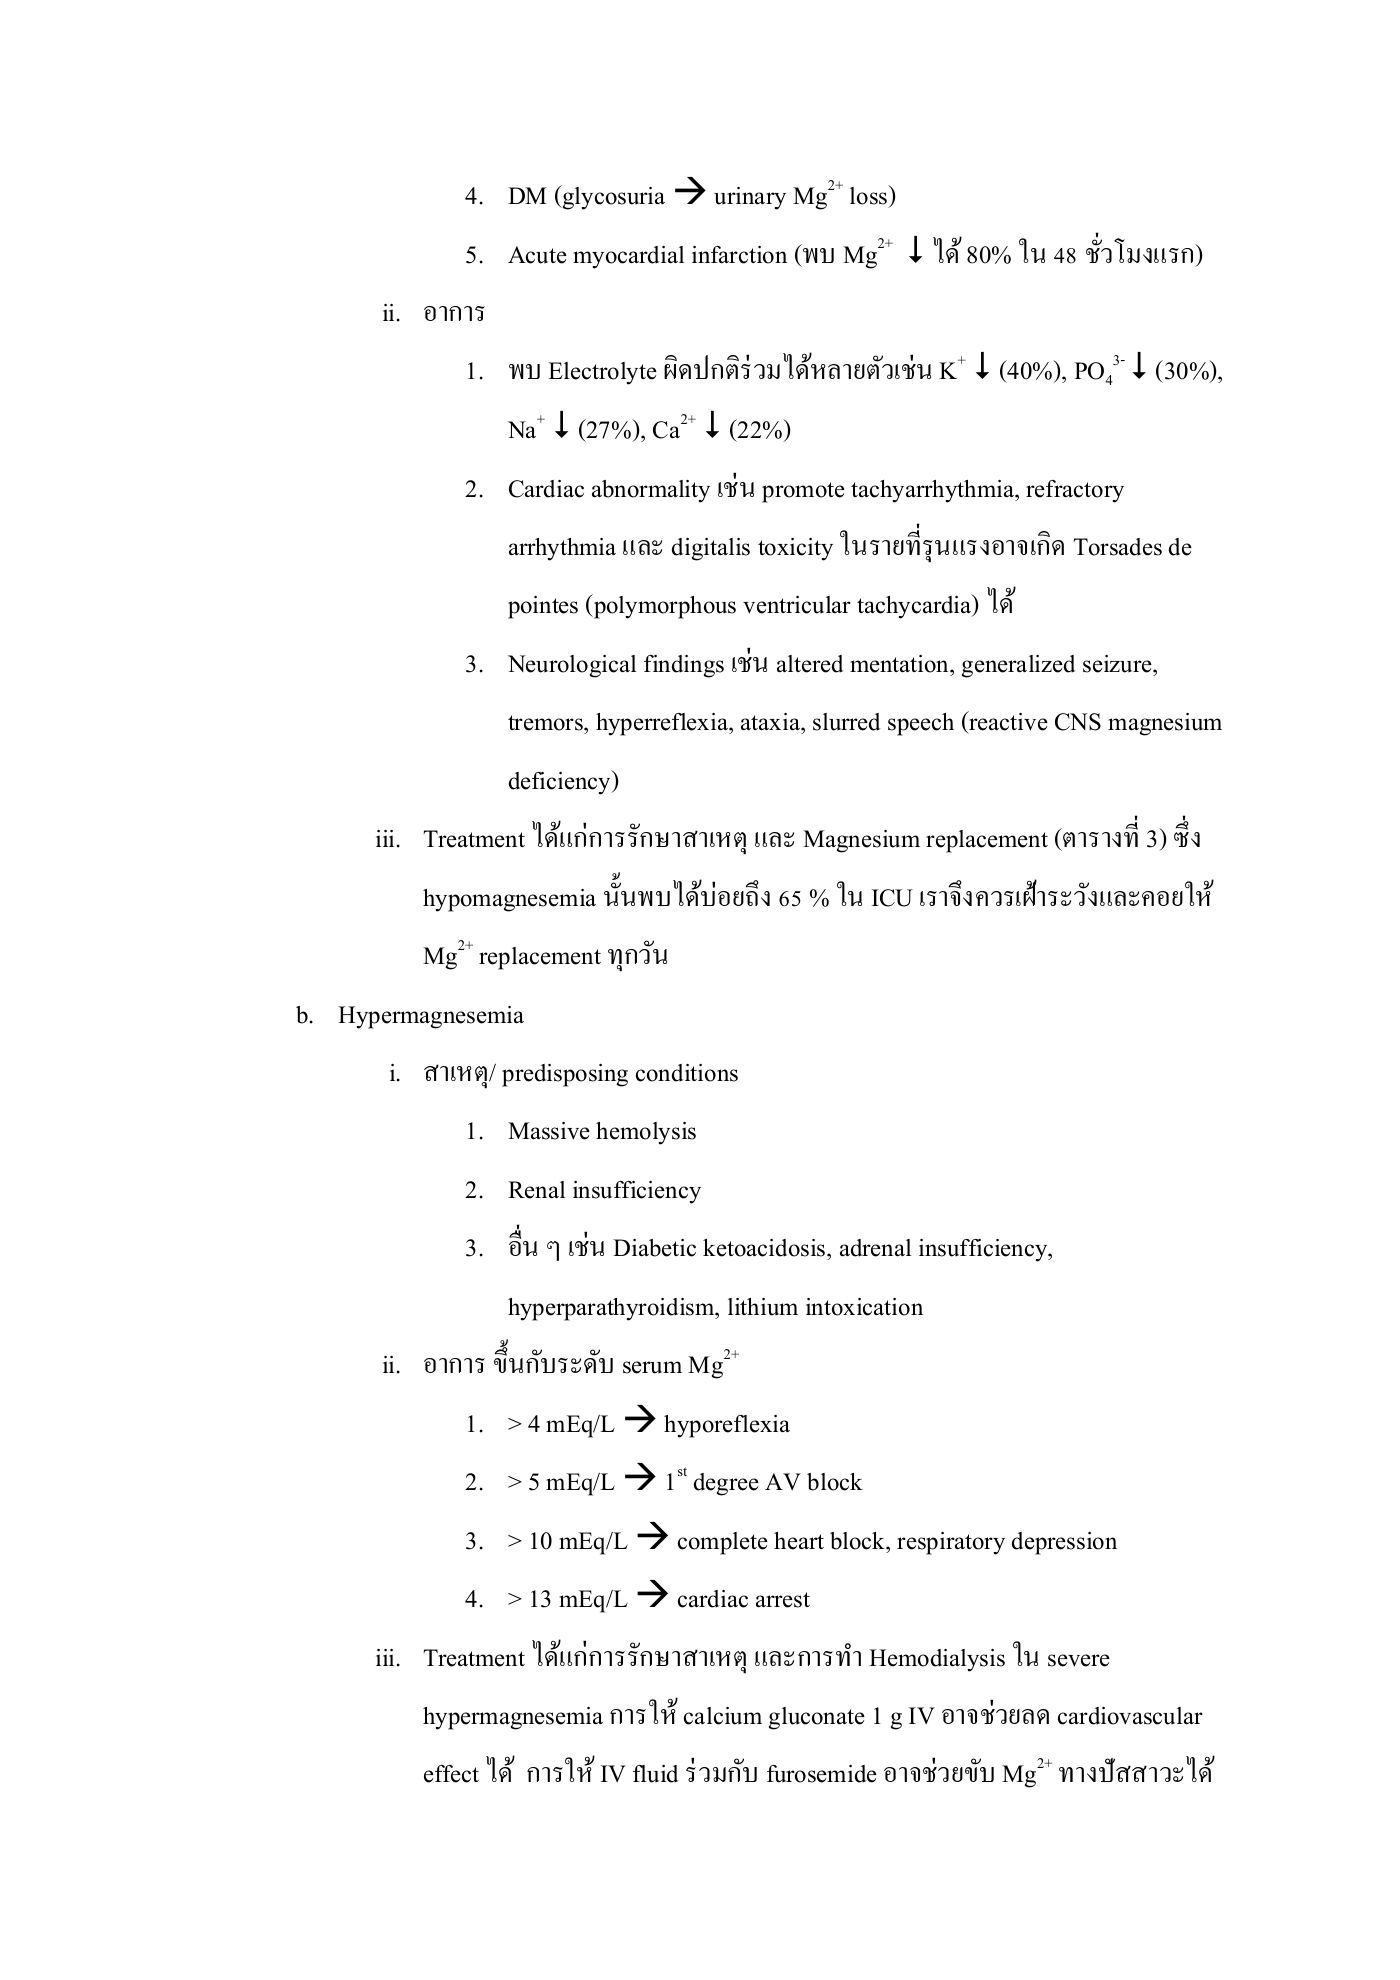 4. DM (glycosuria → urinary Mg2+ loss)
5. Acute myocardial infarction (พบ Mg2+ ↓ ได้ 80% ใน 48 ชั่วโมงแรก)
ii. อาการ
1. พบ Electrolyte ผิดปกติร่วมได้หลายตัวเช่น K+ ↓ (40%), PO43- ↓ (30%),
Na+ ↓ (27%), Ca2+ ↓ (22%)
2. Cardiac abnormality เช่น promote tachyarrhythmia, refractory
arrhythmia และ digitalis toxicity ในรายที่รุนแรงอาจเกิด Torsades de
pointes (polymorphous ventricular tachycardia) ได้
3. Neurological findings เช่น altered mentation, generalized seizure,
tremors, hyperreflexia, ataxia, slurred speech (reactive CNS magnesium
deficiency)
iii. Treatment ได้แก่การรักษาสาเหตุ และ Magnesium replacement (ตารางที่ 3) ซึ่ง
hypomagnesemia นั้นพบได้บ่อยถึง 65 % ใน ICU เราจึงควรเฝ้าระวังและคอยให้
Mg2+ replacement ทุกวัน
b. Hypermagnesemia
i. สาเหตุ/ predisposing conditions
1. Massive hemolysis
2. Renal insufficiency
3. อื่น ๆ เช่น Diabetic ketoacidosis, adrenal insufficiency,
hyperparathyroidism, lithium intoxication
ii. อาการ ขึ้นกับระดับ serum Mg2+
1. > 4 mEq/L → hyporeflexia
2. > 5 mEq/L → 1st degree AV block
3. > 10 mEq/L → complete heart block, respiratory depression
4. > 13 mEq/L → cardiac arrest
iii. Treatment ได้แก่การรักษาสาเหตุ และการทำ Hemodialysis ใน severe
hypermagnesemia การให้ calcium gluconate 1 g IV อาจช่วยลด cardiovascular
effect ได้ การให้ IV fluid ร่วมกับ furosemide อาจช่วยขับ Mg2+ ทางปัสสาวะได้